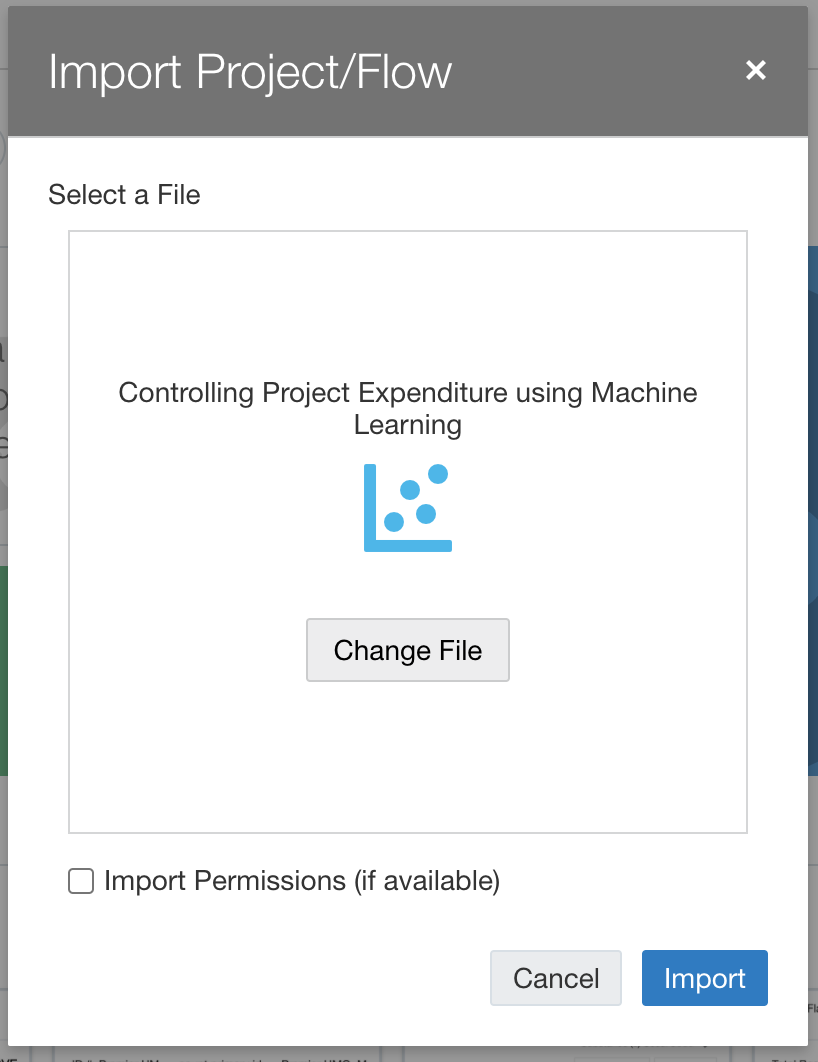 Import Project/Flow
×
Select a File
Controlling Project Expenditure using Machine
Learning
Change File
Import Permissions (if available)
Cancel
Import